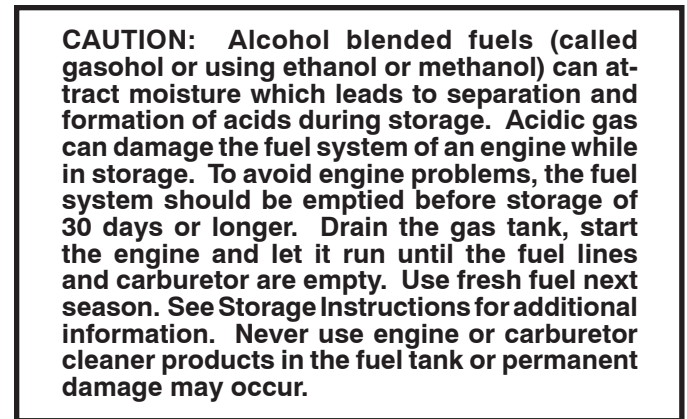 CAUTION: Alcohol blended fuels (called
gasohol or using ethanol or methanol) can at-
tract moisture which leads to separation and
formation of acids during storage. Acidic gas
can damage the fuel system of an engine while
in storage. To avoid engine problems, the fuel
system should be emptied before storage of
30 days or longer. Drain the gas tank, start
the engine and let it run until the fuel lines
and carburetor are empty. Use fresh fuel next
season. See Storage Instructions for additional
information. Never use engine or carburetor
cleaner products in the fuel tank or permanent
damage may occur.